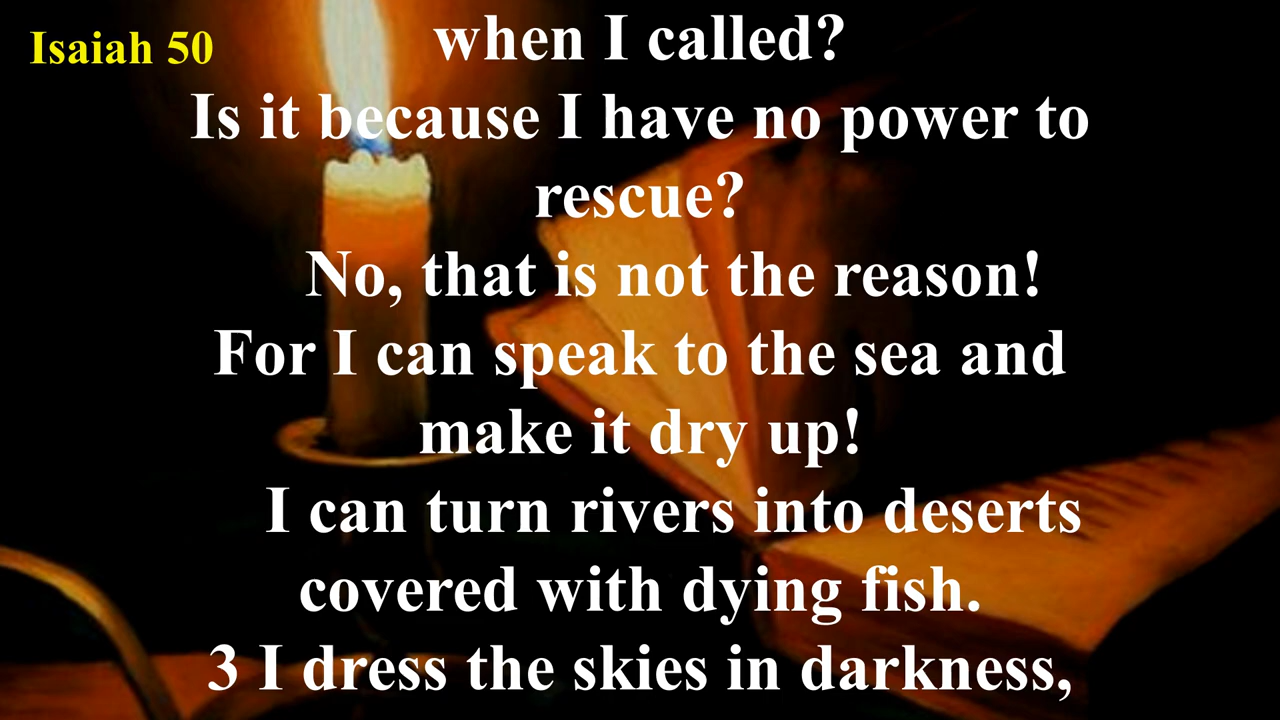 Isaiah 50
when I called?
Is it because I have no power to
rescue?
No, that is not the reason!
For I can speak to the sea and
make it dry up!
I can turn rivers into deserts
covered with dying fish.
3 I dress the skies in darkness,